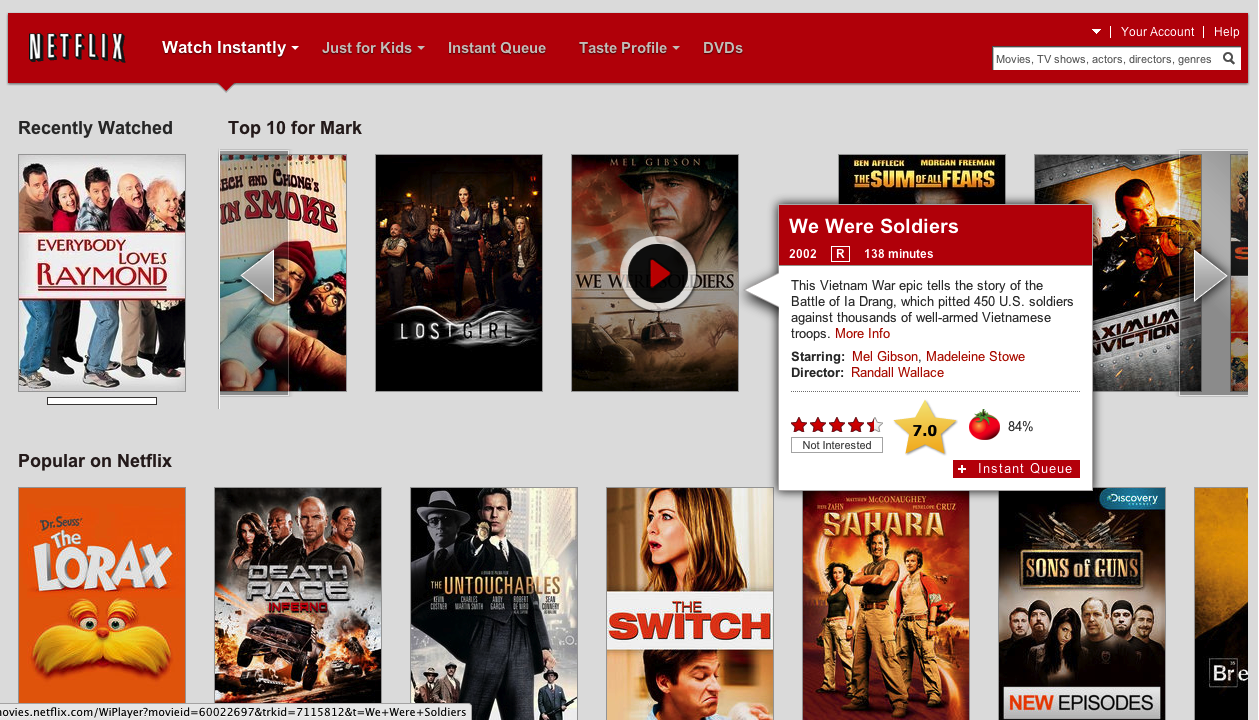 NETFLIX
Watch Instantly
Just for Kids
Instant Queue
Taste Profile
DVDs
Your Account
Help
Movies, TV shows, actors, directors, genres
Recently Watched
Top 10 for Mark
EVERYBODY
LOVES
RAYMOND
ECH AND CHONG'S
IN SMOKE
LOST GIRL
MEL GIBSON
WE WERE SOLDIERS
BEN AFFLECK MORGAN FREEMAN
THE SUM OF ALL FEARS
AXIMUM
NVICTION
We Were Soldiers
2002 R 138 minutes
This Vietnam War epic tells the story of the
Battle of Ia Drang, which pitted 450 U.S. soldiers
against thousands of well-armed Vietnamese
troops. More Info
Starring: Mel Gibson, Madeleine Stowe
Director: Randall Wallace
7.0
84%
Not Interested
+ Instant Queue
Popular on Netflix
Dr. Seuss'
The
LORAX
DEATH
RACE
INFERNO
THE UNTOUCHABLES
KEVIN CHARLES ANDY ROBERT SEAN
COSTNER MARTIN SMITH GARCIA DE NIRO CONNERY
THE
SWITCH
MATTHEW McCONAUGHEY
STEVE ZAHN PENELOPE CRUZ
SAHARA
Discovery
CHANNEL
SONS of GUNS
NEW EPISODES
Bre
ovies.netflix.com/WiPlayer?movieid=60022697&trkid=7115812&t=We+Were+Soldiers